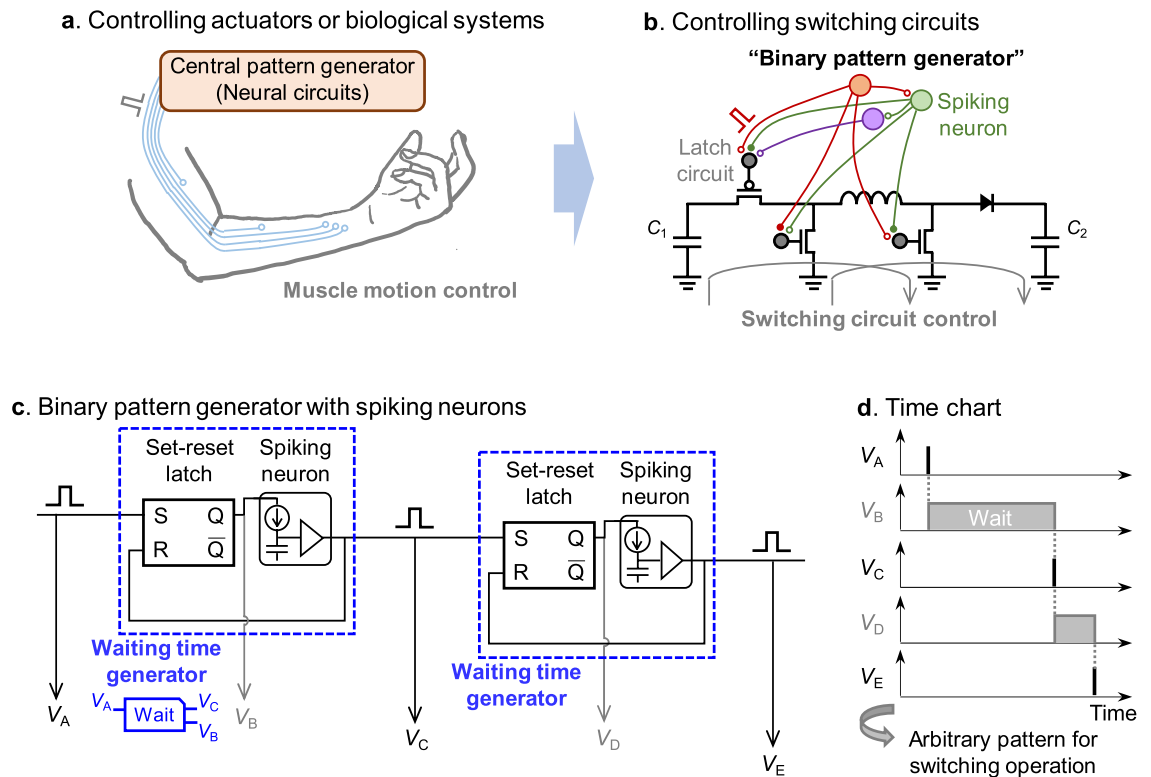 a. Controlling actuators or biological systems
Central pattern generator
(Neural circuits)
Muscle motion control
b. Controlling switching circuits
“Binary pattern generator”
Spiking
neuron
Latch
circuit
C1
C2
Switching circuit control
c. Binary pattern generator with spiking neurons
Set-reset
latch
Spiking
neuron
S
Q
R
Q
Waiting time
generator
VA
Wait
VC
VB
VA
VB
VC
Set-reset
latch
Spiking
neuron
S
Q
R
Q
Waiting time
generator
VD
VE
d. Time chart
VA
VB
Wait
VC
VD
VE
Time
Arbitrary pattern for
switching operation